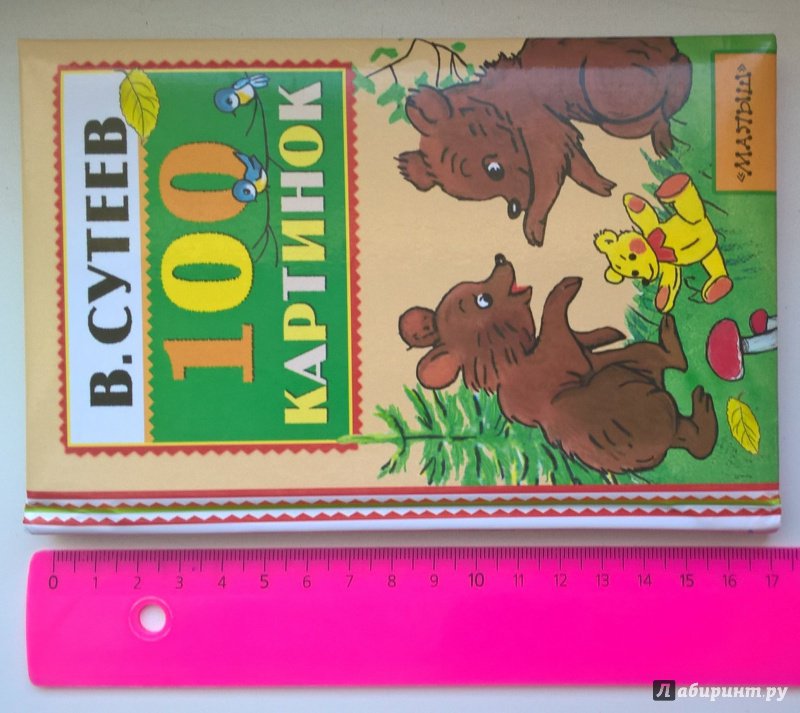 В. СУТЕЕВ
100
КАРТИНОК
«МАЛЫШ»
0 1 2 3 4 5 6 7 8 9 10 11 12 13 14 15 16 17
Лабиринт.ру